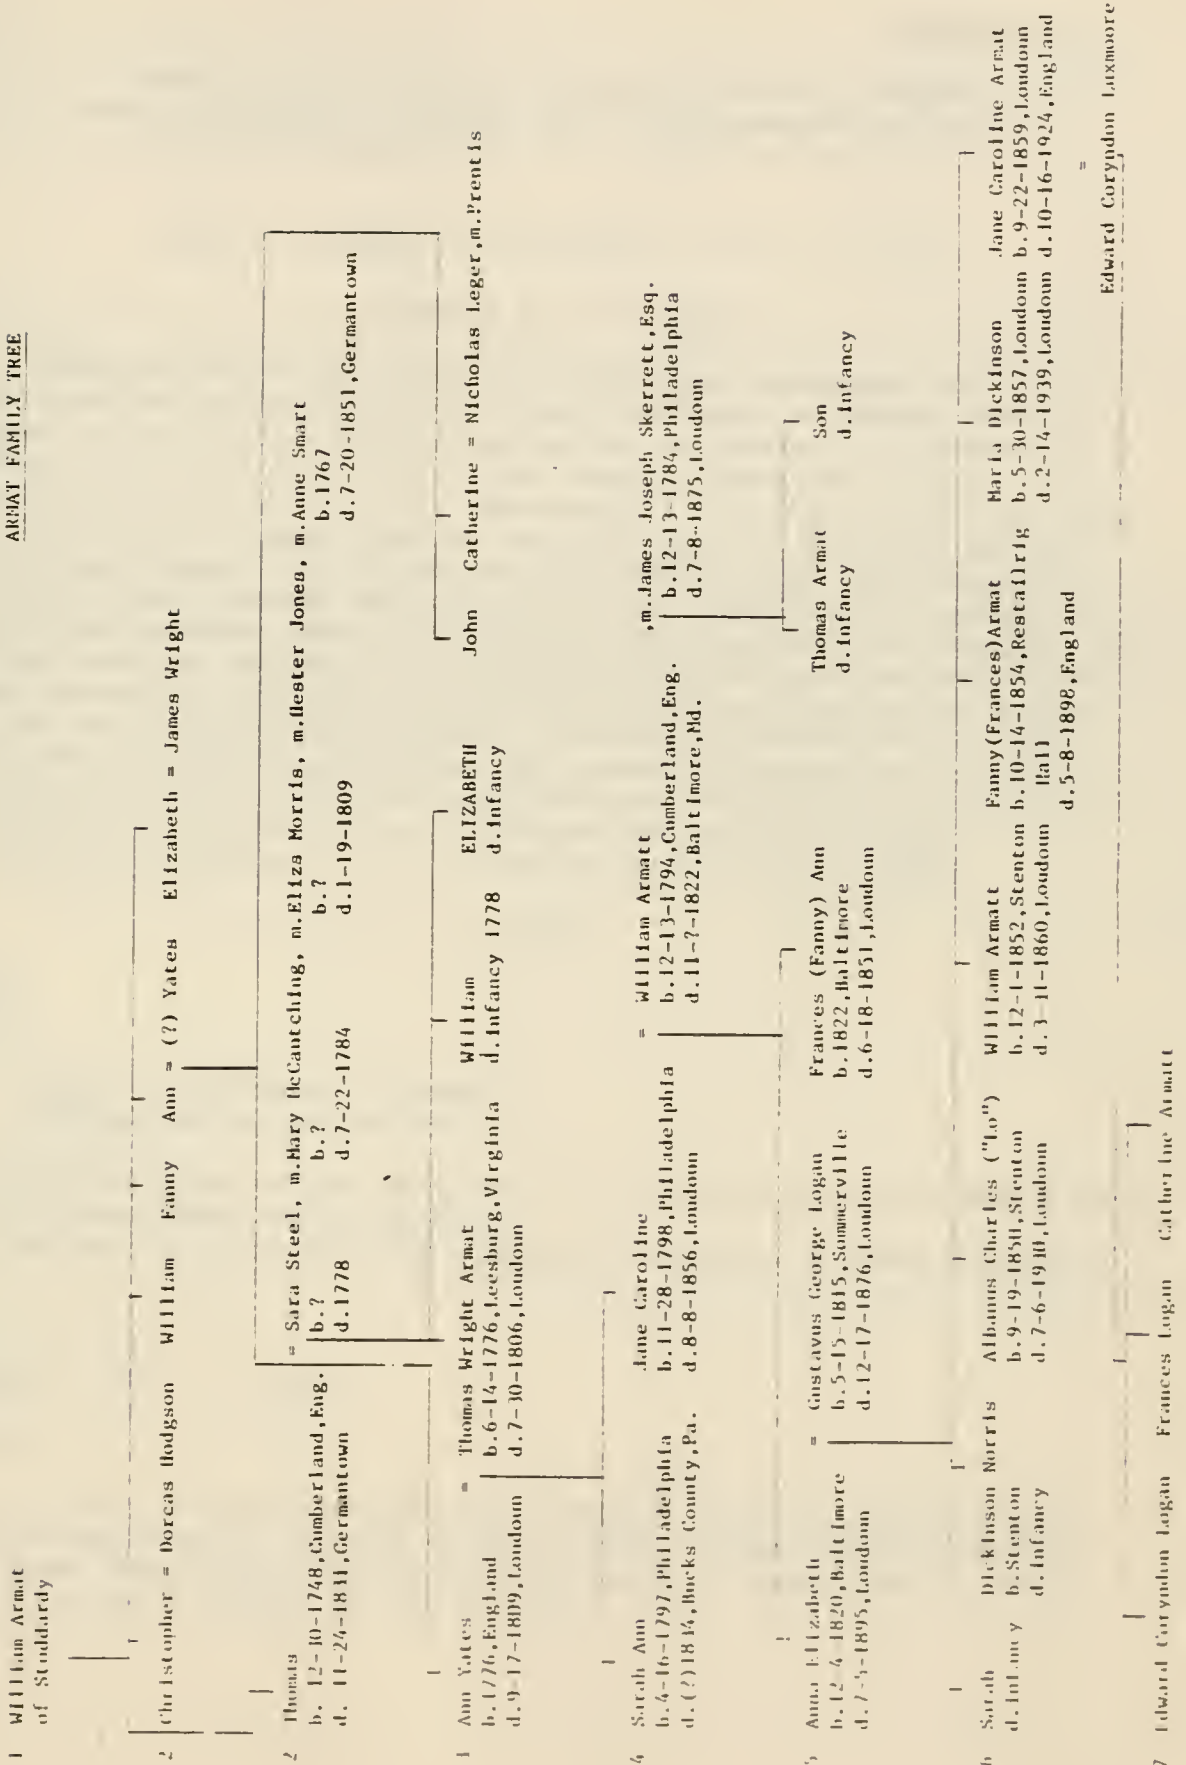 ARMAT FAMILY TREE
1 William Armat
of Stoddardy
2 Christopher = Dorcas Hodgson William Fanny Ann = (?) Yates Elizabeth = James Wright
2 Thomas = Sara Steel, m.Mary McCautching, m.Eliza Morris, m.Hester Jones, m.Anne Smart
b. 12-30-1748,Cumberland,Eng. b.? b.? b.? b.1767
d. 11-24-1831,Germantown d.1778 d.7-22-1784 d.1-19-1809 d.7-20-1851,Germantown
Ann Yates = Thomas Wright Armat William ELIZABETH John Catherine = Nicholas Leger,m.Prentis
b.1776,England b.6-14-1776,Leesburg,Virginia d.infancy 1778 d.infancy
d.9-17-1809,Loudoun d.7-30-1806,Loudoun
4 Sarah Ann Jane Caroline = William Armatt ,m.James Joseph Skerrett,Esq.
b.4-16-1797,Philadelphia b.11-28-1798,Philadelphia b.12-13-1794,Cumberland,Eng. b.12-13-1784,Philadelphia
d.(?)1834,Bucks County,Pa. d.8-8-1856,Loudoun d.11-?-1822,Baltimore,Md. d.7-8-1875,Loudoun
5 Anna Elizabeth = Gustavus George Logan Frances (Fanny) Ann Thomas Armat Son
b.12-4-1820,Baltimore b.5-15-1815,Sommerville b.1822,Baltimore d.infancy d.infancy
d.7-5-1895,Loudoun d.12-17-1876,Loudoun d.6-18-1851,Loudoun
6 Sarah Dickinson Norris Albanus Charles ("Lo") William Armatt Fanny(Frances)Armat Maria Dickinson Jane Caroline Armat
d.infancy b.Stenton b.9-19-1850,Stenton b.12-1-1852,Stenton b.10-14-1854,Restailrig b.5-30-1857,Loudoun b.9-22-1859,Loudoun
d.infancy d.7-6-1930,Loudoun d.3-11-1860,Loudoun Hall d.2-14-1939,Loudoun d.10-16-1924,England
d.5-8-1898,England =
Edward Coryndon Luxmoore
7 Edward Coryndon Logan Frances Logan Catherine Armatt